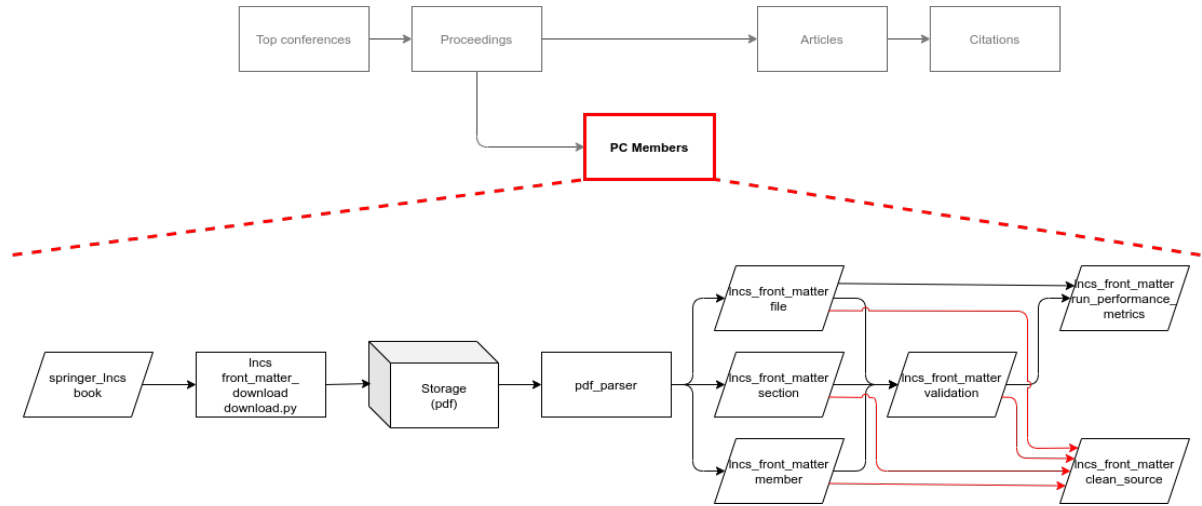 Top conferences
Proceedings
Articles
Citations
PC Members
springer_lncs
book
lncs
front_matter_
download
download.py
Storage
(pdf)
pdf_parser
lncs_front_matter
file
lncs_front_matter
section
lncs_front_matter
member
lncs_front_matter
validation
lncs_front_matter
run_performance_
metrics
lncs_front_matter
clean_source